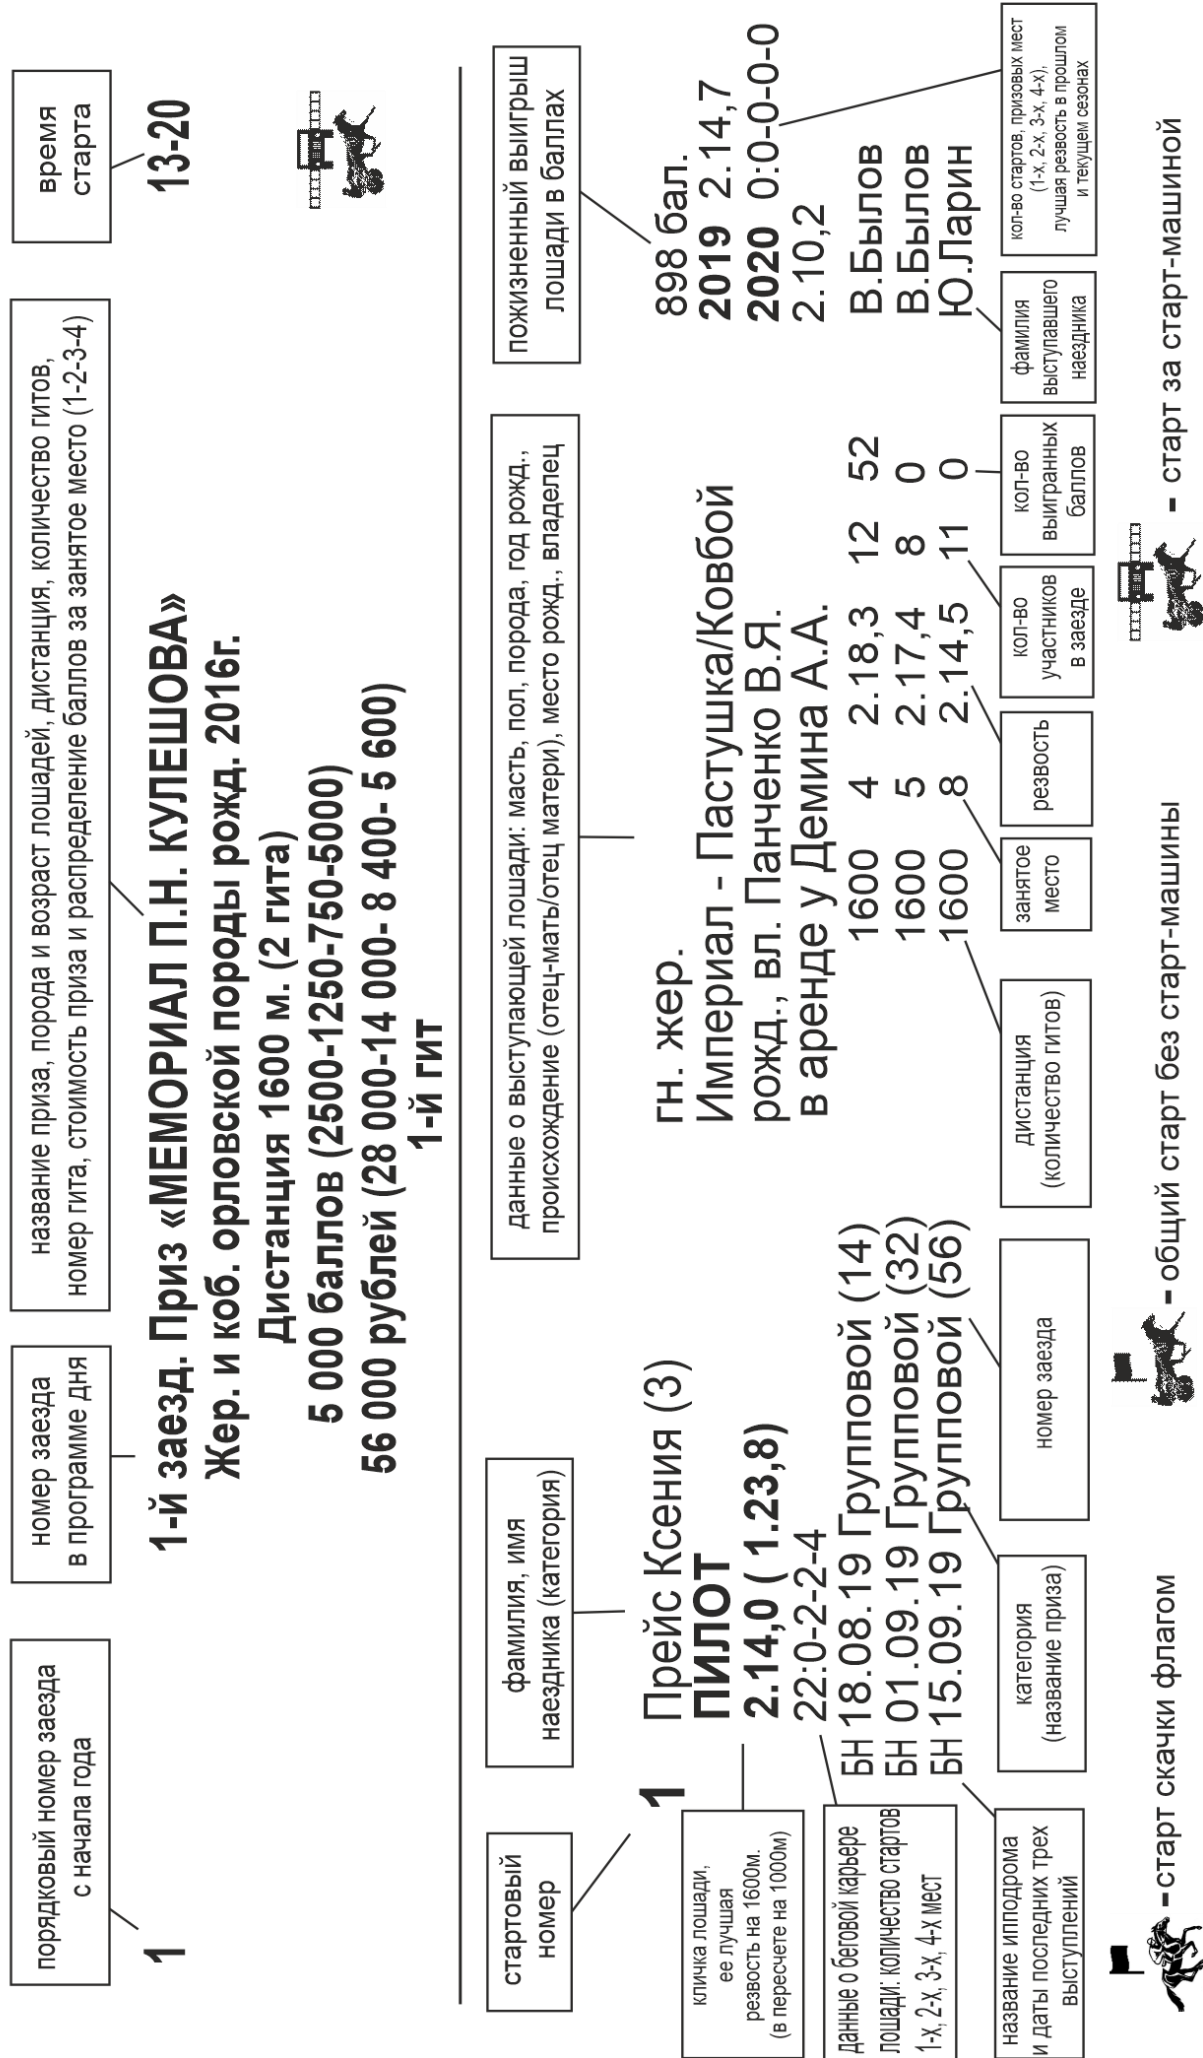 порядковый номер заезда
с начала года
номер заезда
в программе дня
название приза, порода и возраст лошадей, дистанция, количество гитов,
номер гита, стоимость приза и распределение баллов за занятое место (1-2-3-4)
время
старта
1
13-20
1-й заезд. Приз «МЕМОРИАЛ П.Н. КУЛЕШОВА»
Жер. и коб. орловской породы рожд. 2016г.
Дистанция 1600 м. (2 гита)
5 000 баллов (2500-1250-750-5000)
56 000 рублей (28 000-14 000- 8 400- 5 600)
1-й гит
стартовый
номер
фамилия, имя
наездника (категория)
данные о выступающей лошади: масть, пол, порода, год рожд.,
происхождение (отец-мать/отец матери), место рожд., владелец
пожизненный выигрыш
лошади в баллах
1
Прейс Ксения (3)
ПИЛОТ
2.14,0 ( 1.23,8)
22:0-2-2-4
гн. жер.
Империал - Пастушка/Ковбой
рожд., вл. Панченко В.Я.
в аренде у Демина А.А.
898 бал.
2019 2.14,7
2020 0:0-0-0-0
2.10,2
БН 18.08.19 Групповой (14) 1600 4 2.18,3 12 52 В.Былов
БН 01.09.19 Групповой (32) 1600 5 2.17,4 8 0 В.Былов
БН 15.09.19 Групповой (56) 1600 8 2.14,5 11 0 Ю.Ларин
кличка лошади,
ее лучшая
резвость на 1600м.
(в пересчете на 1000м)
данные о беговой карьере
лошади: количество стартов
1-х, 2-х, 3-х, 4-х мест
название ипподрома
и даты последних трех
выступлений
категория
(название приза)
номер заезда
дистанция
(количество гитов)
занятое
место
резвость
кол-во
участников
в заезде
кол-во
выигранных
баллов
фамилия
выступавшего
наездника
кол-во стартов, призовых мест
(1-х, 2-х, 3-х, 4-х),
лучшая резвость в прошлом
и текущем сезонах
-старт скачки флагом
- общий старт без старт-машины
- старт за старт-машиной